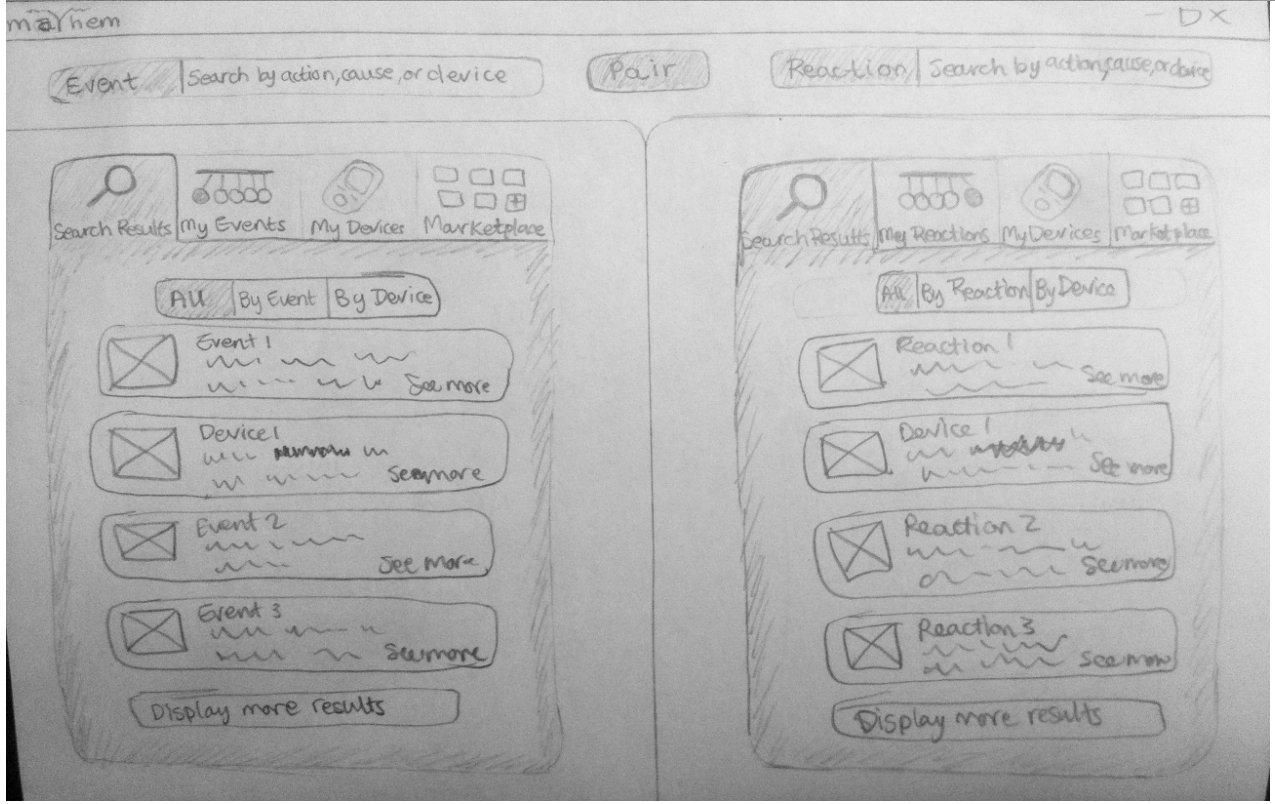 mayhem
Event Search by action, cause, or device
Pair
Reaction Search by action, cause, or device
Search Results My Events My Devices Marketplace
All By Event By Device
Event 1
See more
Device 1
See more
Event 2
See more
Event 3
See more
Display more results
Search Results My Reactions My Devices Marketplace
All By Reaction By Device
Reaction 1
See more
Device 1
See more
Reaction 2
See more
Reaction 3
See more
Display more results